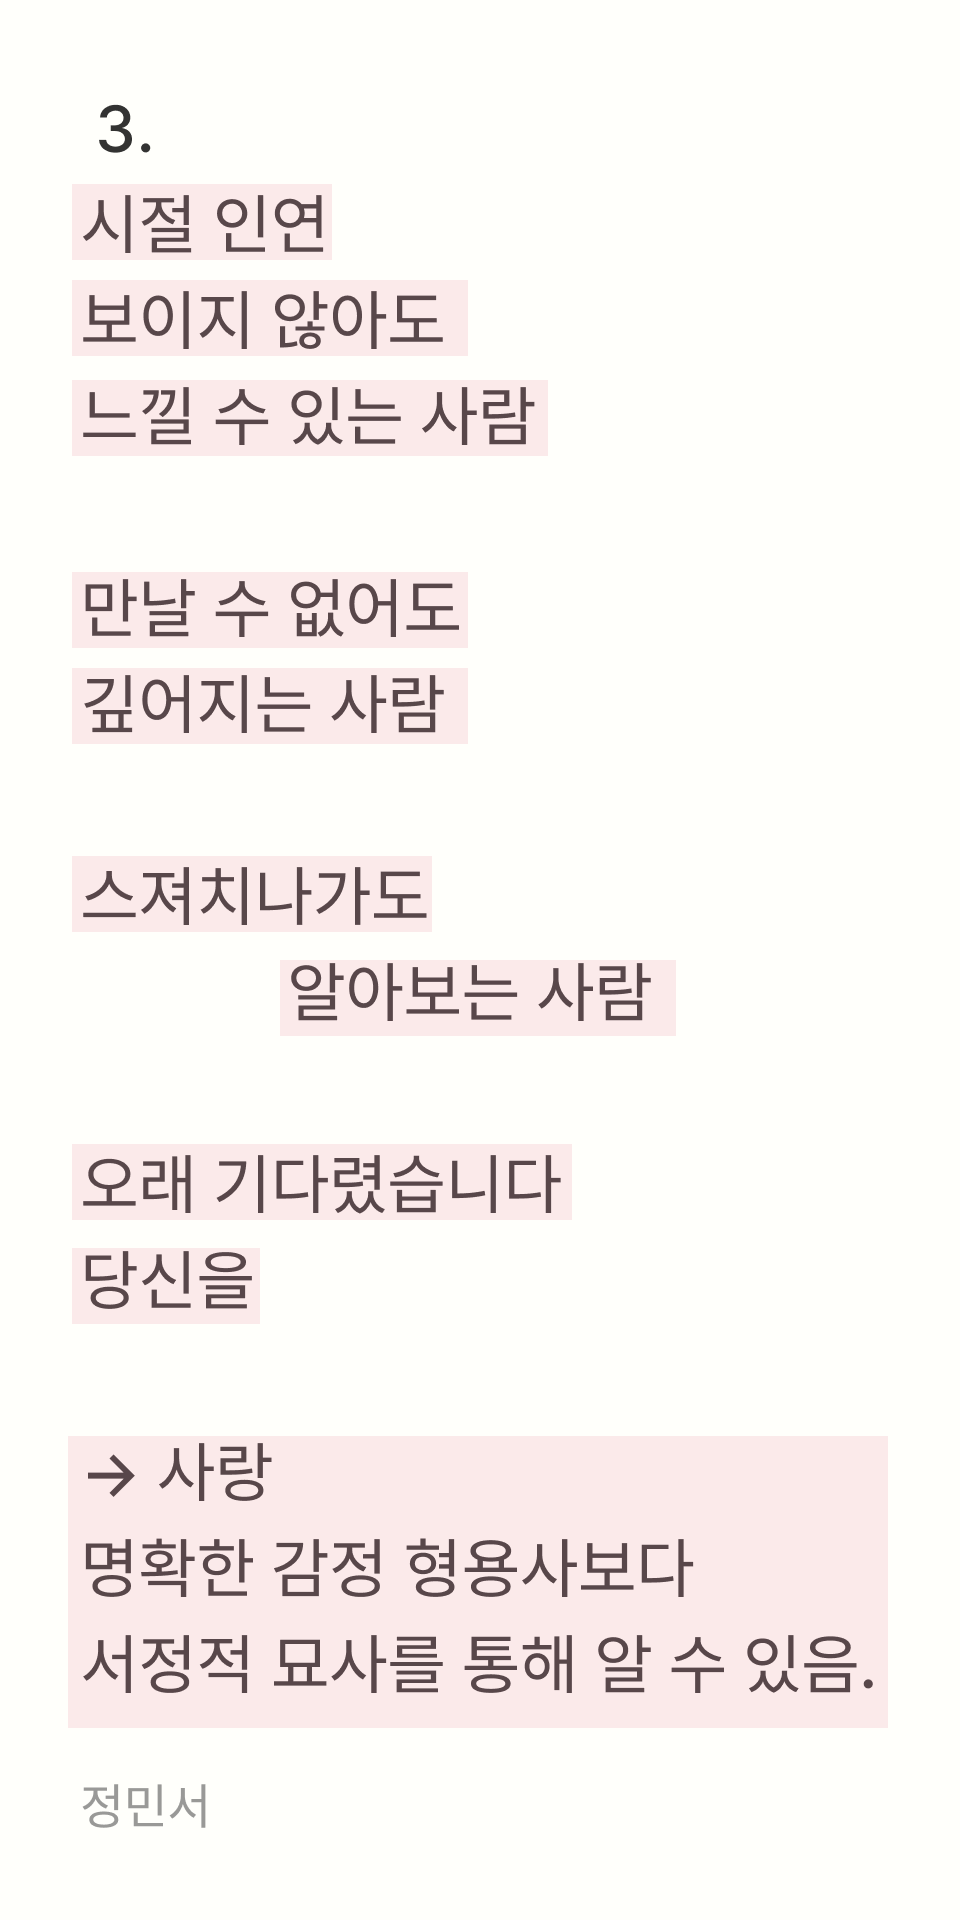 3.
시절 인연
보이지 않아도
느낄 수 있는 사람
만날 수 없어도
깊어지는 사람
스져치나가도
알아보는 사람
오래 기다렸습니다
당신을
→ 사랑
명확한 감정 형용사보다
서정적 묘사를 통해 알 수 있음.
정민서